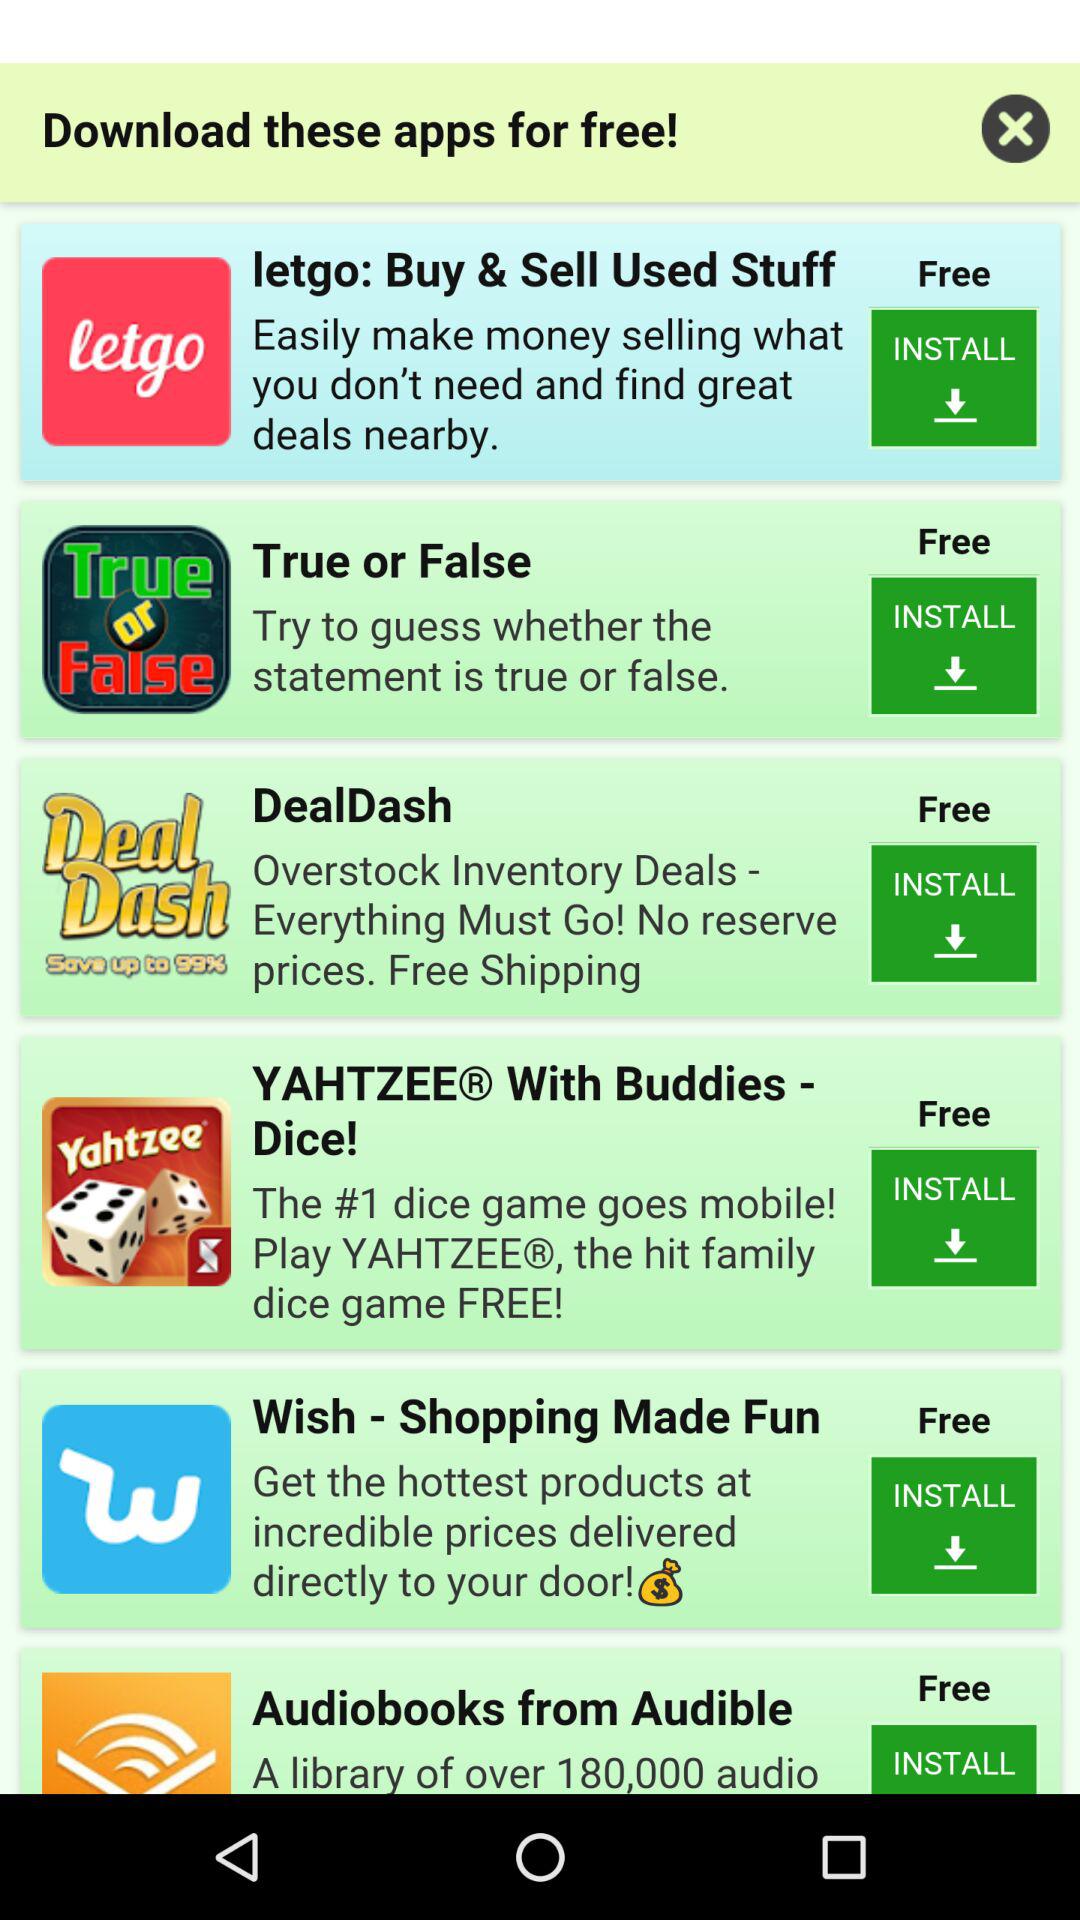 Download these apps for free!
letgo
letgo: Buy & Sell Used Stuff
Easily make money selling what
you don’t need and find great
deals nearby.
Free
INSTALL
True
or
False
True or False
Try to guess whether the
statement is true or false.
Free
INSTALL
Deal
Dash
Save up to 99%
DealDash
Overstock Inventory Deals -
Everything Must Go! No reserve
prices. Free Shipping
Free
INSTALL
Yahtzee
YAHTZEE® With Buddies -
Dice!
The #1 dice game goes mobile!
Play YAHTZEE®, the hit family
dice game FREE!
Free
INSTALL
w
Wish - Shopping Made Fun
Get the hottest products at
incredible prices delivered
directly to your door!💰
Free
INSTALL
Audiobooks from Audible
A library of over 180,000 audio
Free
INSTALL